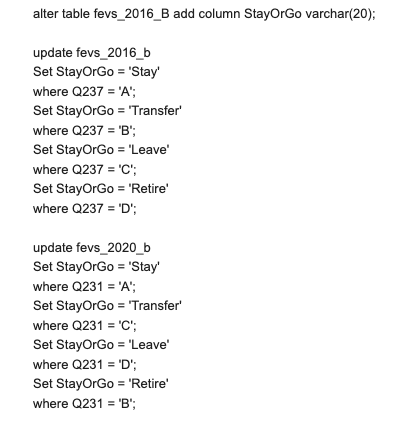 alter table fevs_2016_B add column StayOrGo varchar(20);
update fevs_2016_b
Set StayOrGo = 'Stay'
where Q237 = 'A';
Set StayOrGo = 'Transfer'
where Q237 = 'B';
Set StayOrGo = 'Leave'
where Q237 = 'C';
Set StayOrGo = 'Retire'
where Q237 = 'D';
update fevs_2020_b
Set StayOrGo = 'Stay'
where Q231 = 'A';
Set StayOrGo = 'Transfer'
where Q231 = 'C';
Set StayOrGo = 'Leave'
where Q231 = 'D';
Set StayOrGo = 'Retire'
where Q231 = 'B';